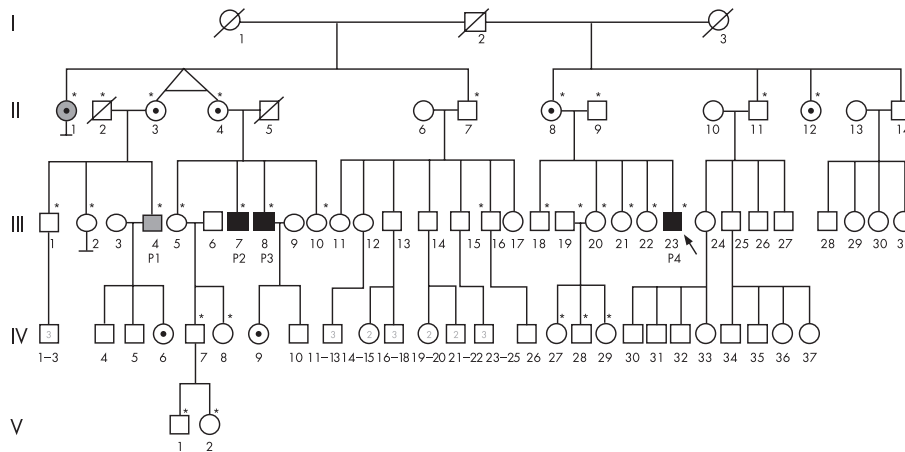 I
1 2 3
* * * * * * * *
II
1 2 3 4 5 6 7 8 9 10 11 12 13 14
* * * * * * * * * * * * * * *
III
1 2 3 4 5 6 7 8 9 10 11 12 13 14 15 16 17 18 19 20 21 22 23 24 25 26 27 28 29 30 3
P1 P2 P3 P4
* * * * *
3 3 2 3 2 2 3
IV
1–3 4 5 6 7 8 9 10 11–13 14–15 16–18 19–20 21–22 23–25 26 27 28 29 30 31 32 33 34 35 36 37
* *
V
1 2